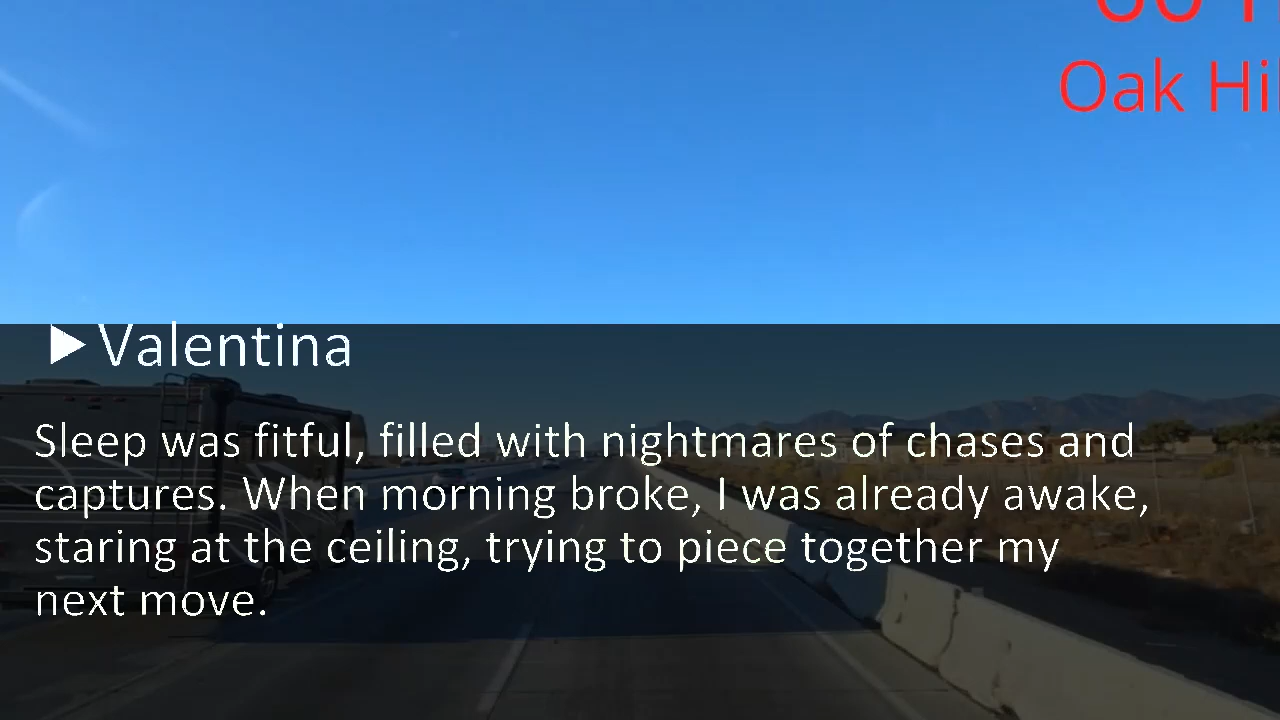 Oak Hil
▶Valentina
Sleep was fitful, filled with nightmares of chases and
captures. When morning broke, I was already awake,
staring at the ceiling, trying to piece together my
next move.